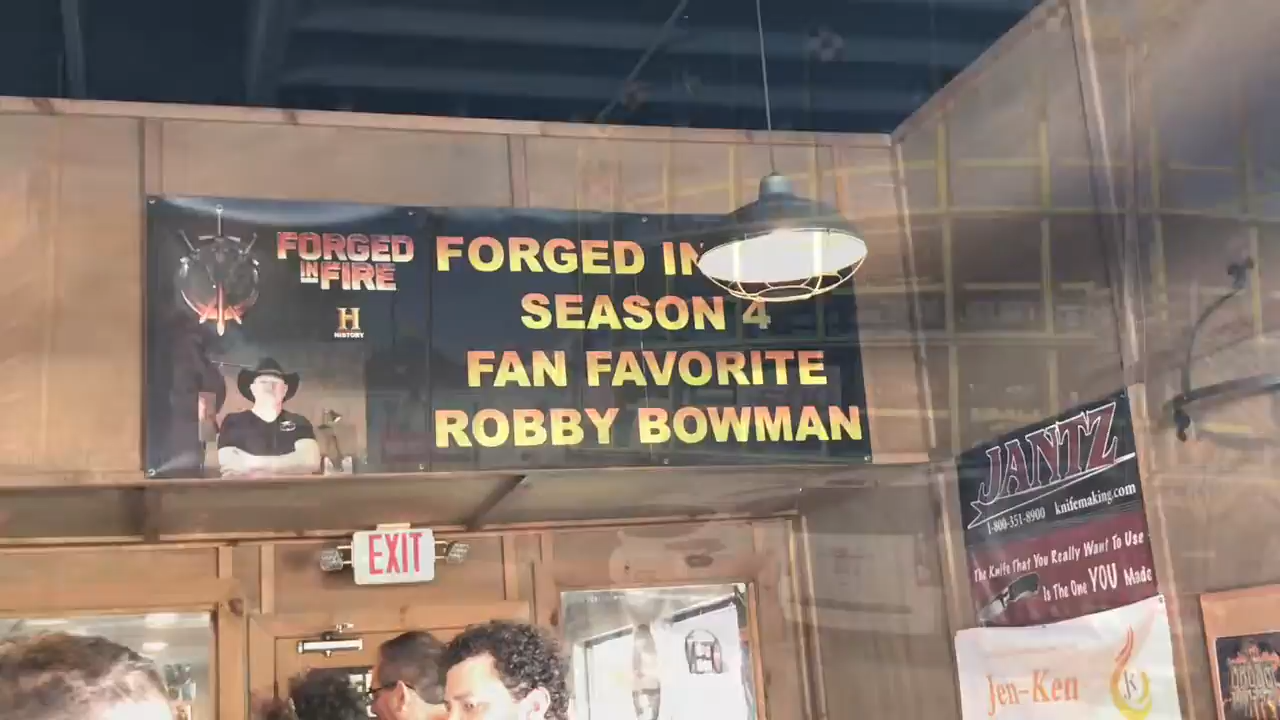 FORGED
IN FIRE
H
HISTORY
FORGED IN
SEASON 4
FAN FAVORITE
ROBBY BOWMAN
EXIT
JANTZ
1-800-351-8900 knifemaking.com
The Knife That You Really Want To Use
Is The One YOU Made
Jen-Ken
JK
H